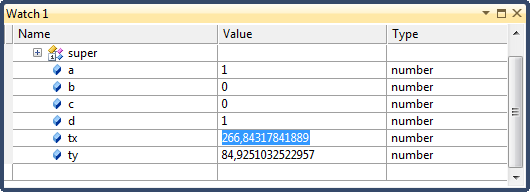 Watch 1
Name Value Type
super
a 1 number
b 0 number
c 0 number
d 1 number
tx 266,84317841889 number
ty 84,9251032522957 number